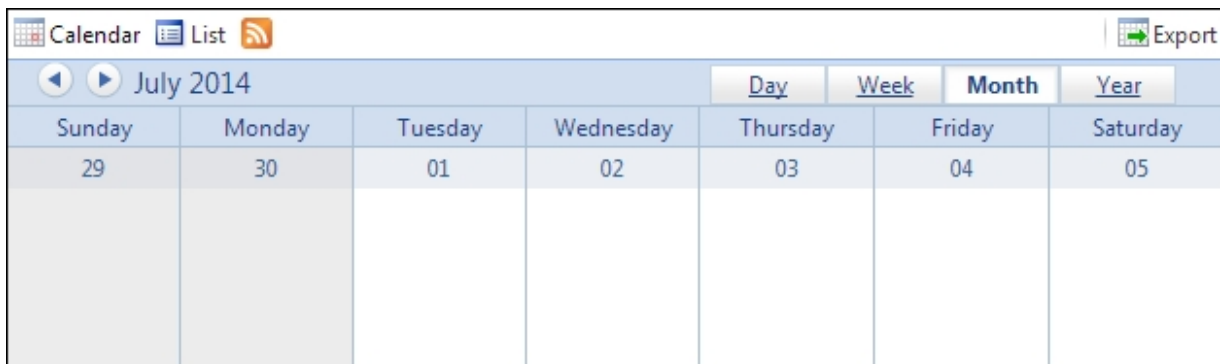 Calendar List Export
July 2014 Day Week Month Year
Sunday Monday Tuesday Wednesday Thursday Friday Saturday
29 30 01 02 03 04 05